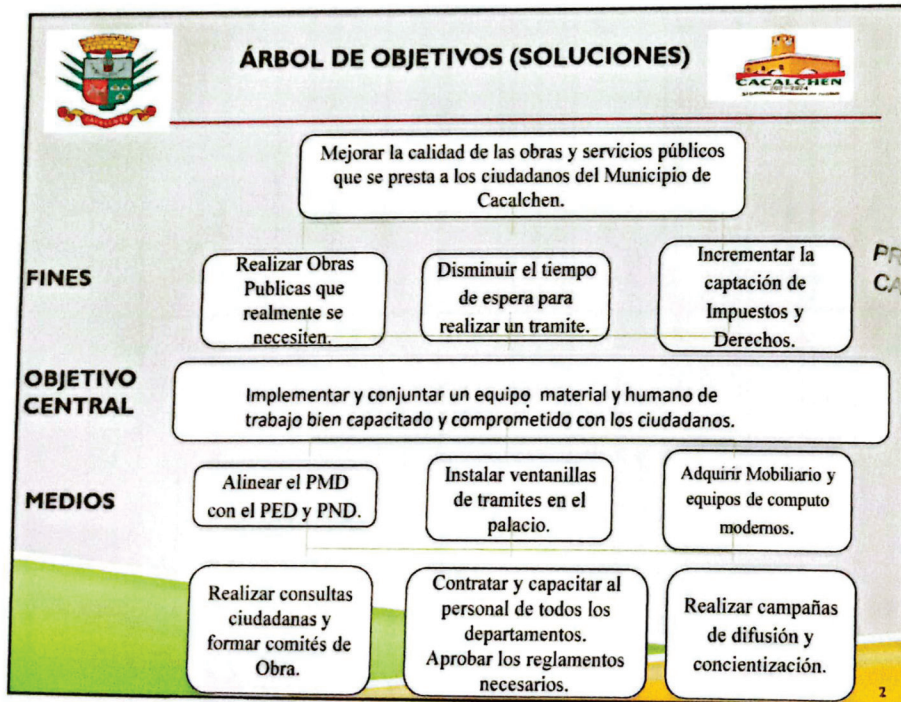 ÁRBOL DE OBJETIVOS (SOLUCIONES)
CACALCHEN
Mejorar la calidad de las obras y servicios públicos
que se presta a los ciudadanos del Municipio de
Cacalchen.
FINES
Realizar Obras
Publicas que
realmente se
necesiten.
Disminuir el tiempo
de espera para
realizar un tramite.
Incrementar la
captación de
Impuestos y
Derechos.
PR
CA
OBJETIVO
CENTRAL
Implementar y conjuntar un equipo material y humano de
trabajo bien capacitado y comprometido con los ciudadanos.
MEDIOS
Alinear el PMD
con el PED y PND.
Instalar ventanillas
de tramites en el
palacio.
Adquirir Mobiliario y
equipos de computo
modernos.
Realizar consultas
ciudadanas y
formar comités de
Obra.
Contratar y capacitar al
personal de todos los
departamentos.
Aprobar los reglamentos
necesarios.
Realizar campañas
de difusión y
concientización.
2